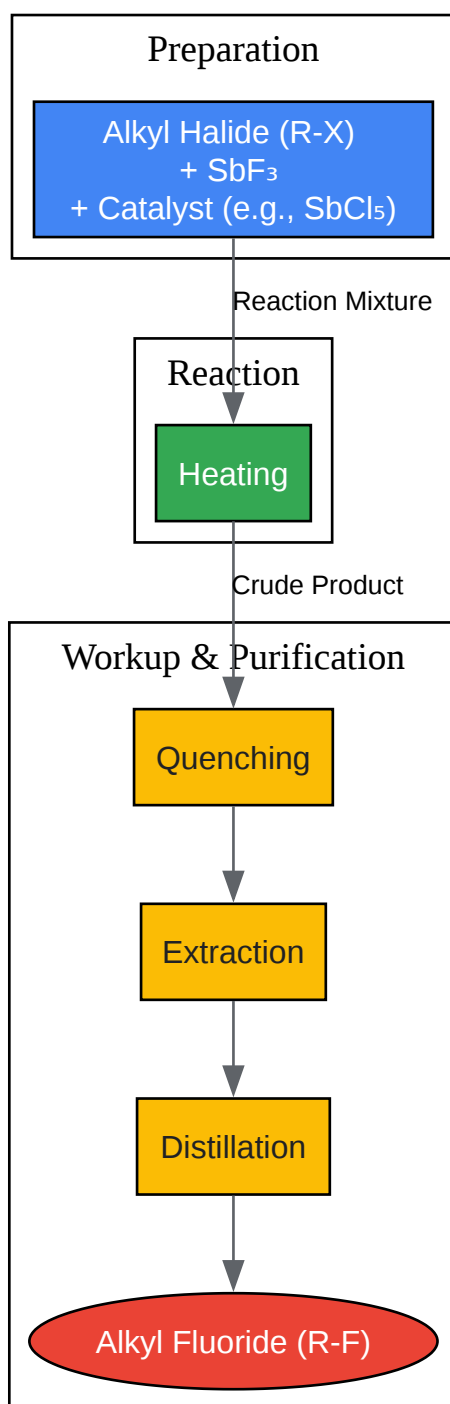 Preparation
Alkyl Halide (R-X)
+ SbF₃
+ Catalyst (e.g., SbCl₅)
Reaction Mixture
Reaction
Heating
Crude Product
Workup & Purification
Quenching
Extraction
Distillation
Alkyl Fluoride (R-F)